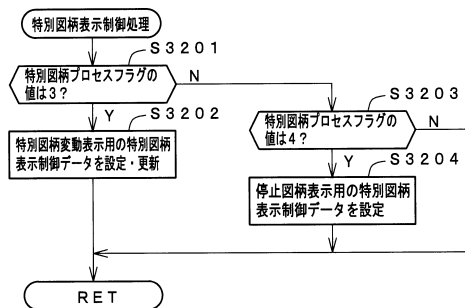 特別図柄表示制御処理
S3201
特別図柄プロセスフラグの
値は3?
N
Y
S3202
特別図柄変動表示用の特別図柄
表示制御データを設定・更新
S3203
特別図柄プロセスフラグの
値は4?
N
Y
S3204
停止図柄表示用の特別図柄
表示制御データを設定
RET